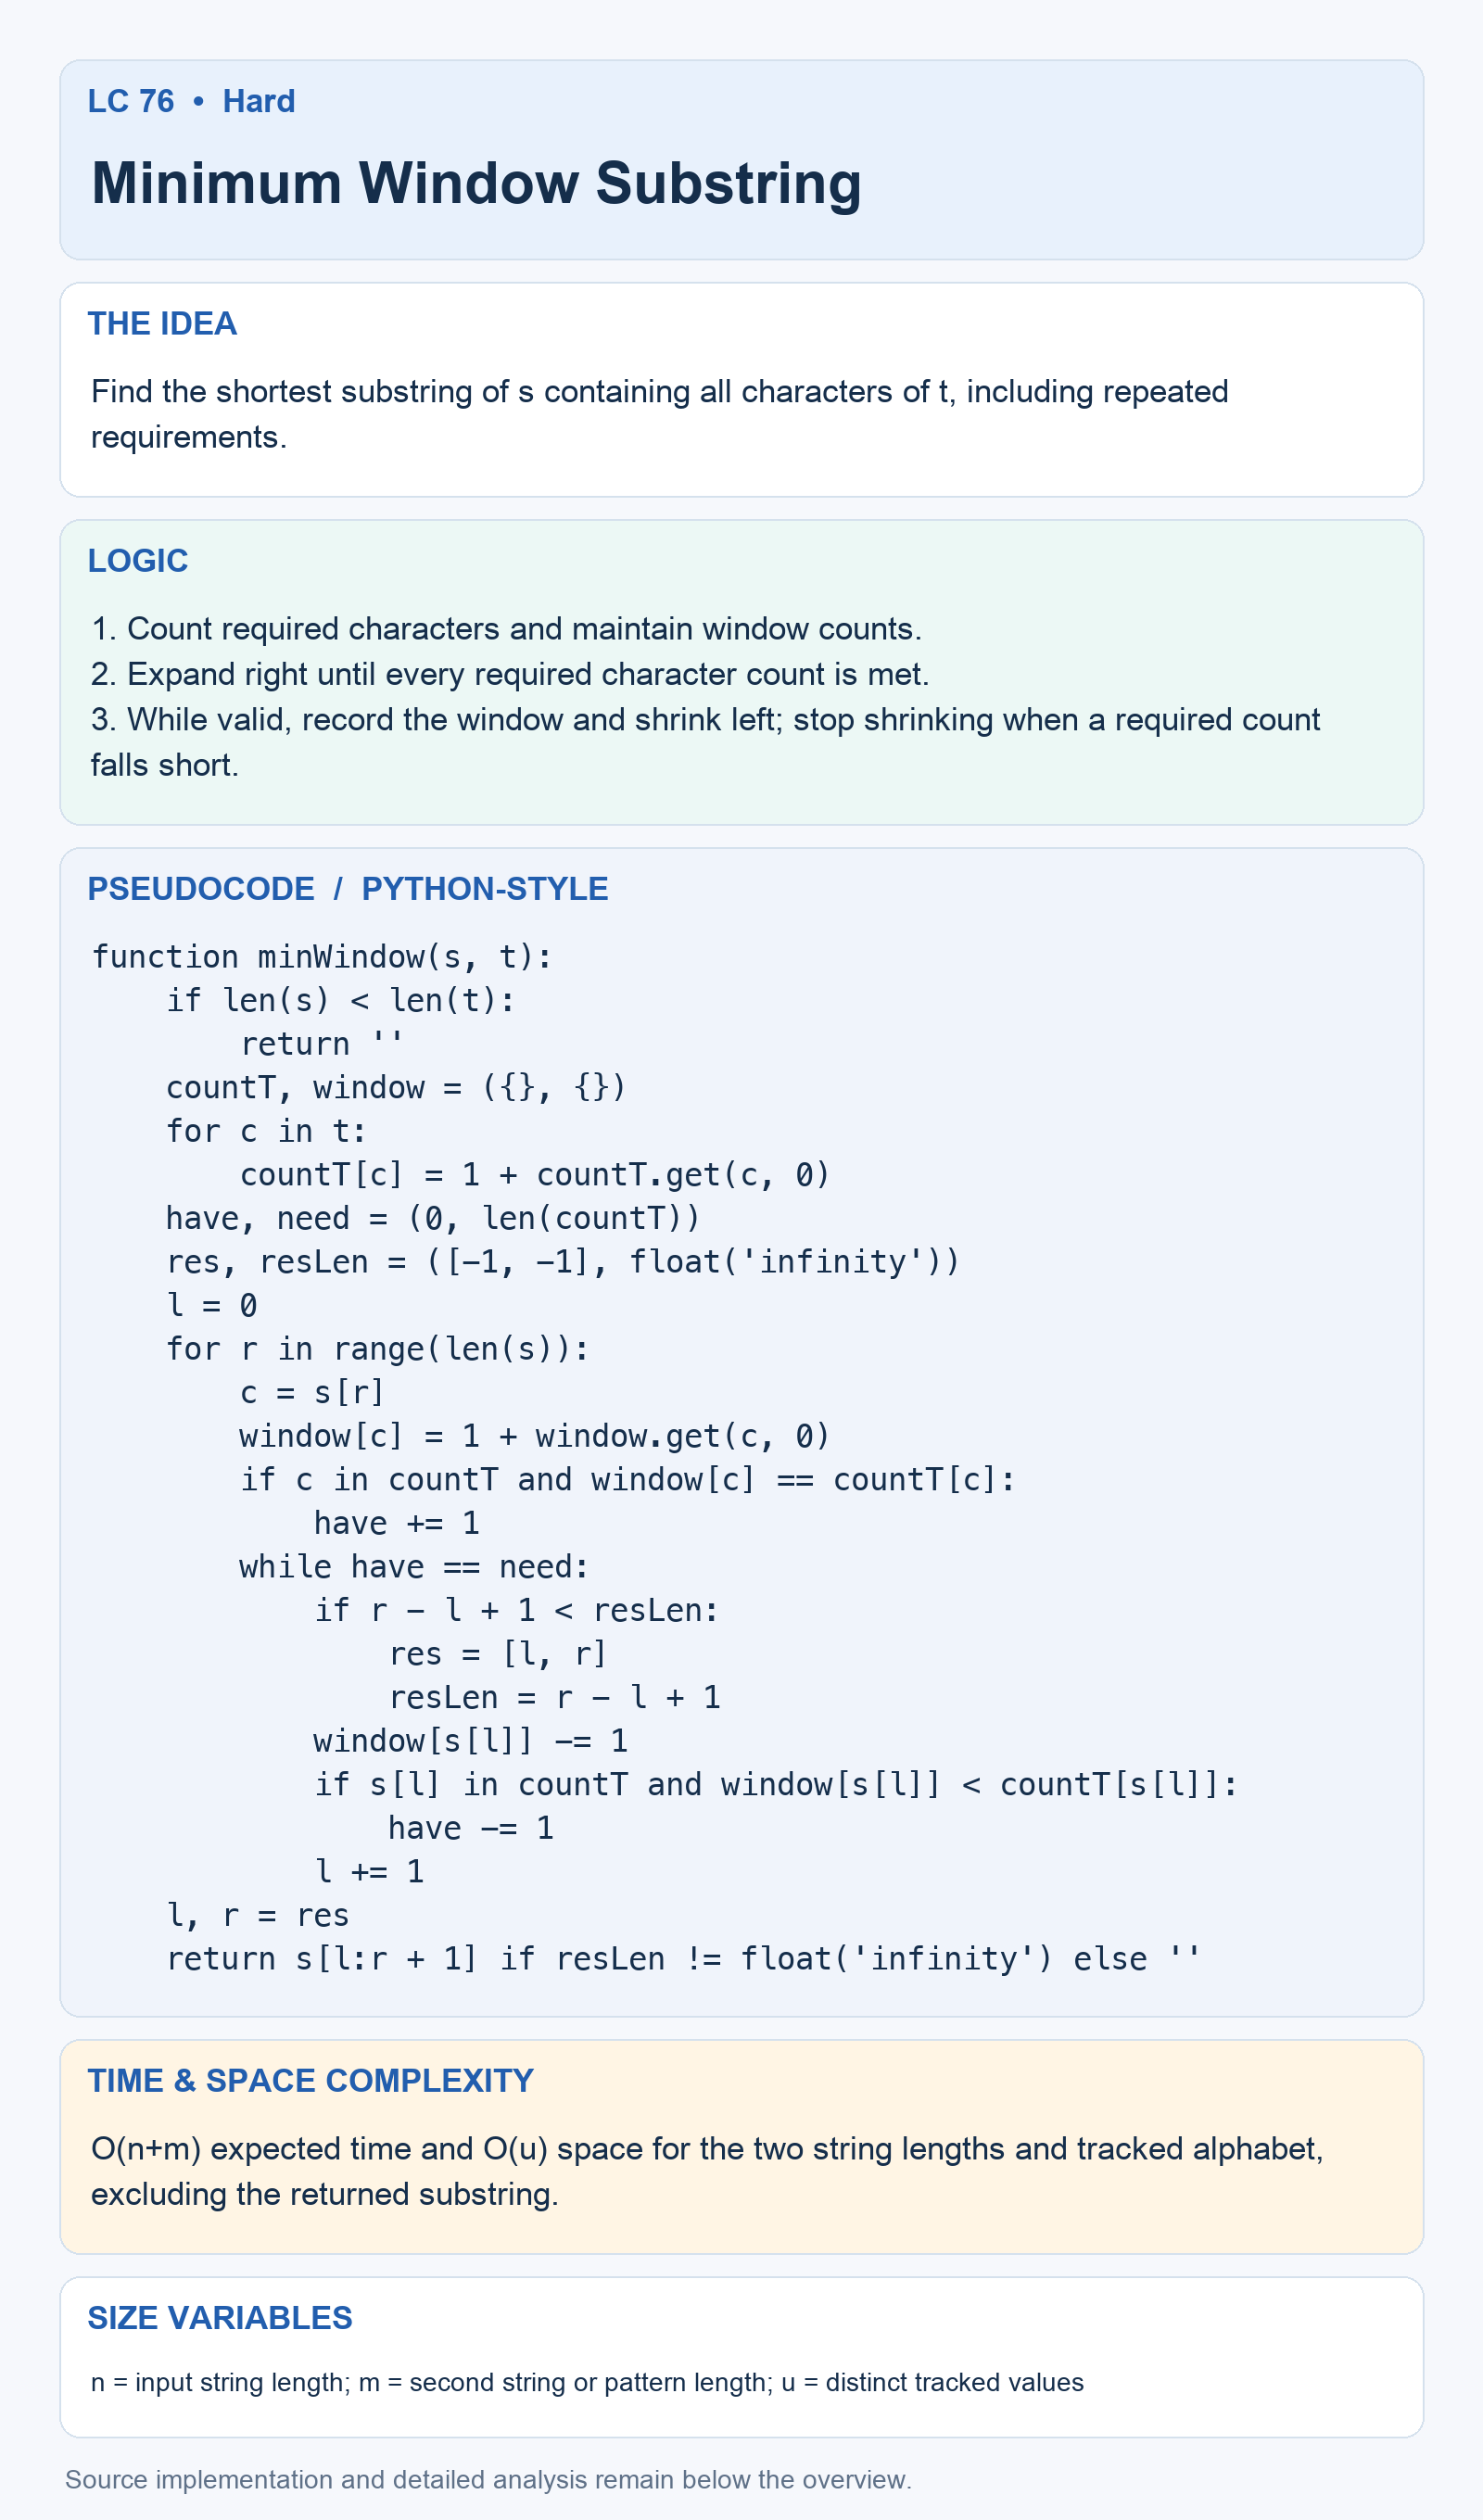 LC 76 • Hard
Minimum Window Substring
THE IDEA
Find the shortest substring of s containing all characters of t, including repeated
requirements.
LOGIC
1. Count required characters and maintain window counts.
2. Expand right until every required character count is met.
3. While valid, record the window and shrink left; stop shrinking when a required count
falls short.
PSEUDOCODE / PYTHON-STYLE
function minWindow(s, t):
    if len(s) < len(t):
        return ''
    countT, window = ({}, {})
    for c in t:
        countT[c] = 1 + countT.get(c, 0)
    have, need = (0, len(countT))
    res, resLen = ([−1, −1], float('infinity'))
    l = 0
    for r in range(len(s)):
        c = s[r]
        window[c] = 1 + window.get(c, 0)
        if c in countT and window[c] == countT[c]:
            have += 1
        while have == need:
            if r − l + 1 < resLen:
                res = [l, r]
                resLen = r − l + 1
            window[s[l]] −= 1
            if s[l] in countT and window[s[l]] < countT[s[l]]:
                have −= 1
            l += 1
    l, r = res
    return s[l:r + 1] if resLen != float('infinity') else ''
TIME & SPACE COMPLEXITY
O(n+m) expected time and O(u) space for the two string lengths and tracked alphabet,
excluding the returned substring.
SIZE VARIABLES
n = input string length; m = second string or pattern length; u = distinct tracked values
Source implementation and detailed analysis remain below the overview.